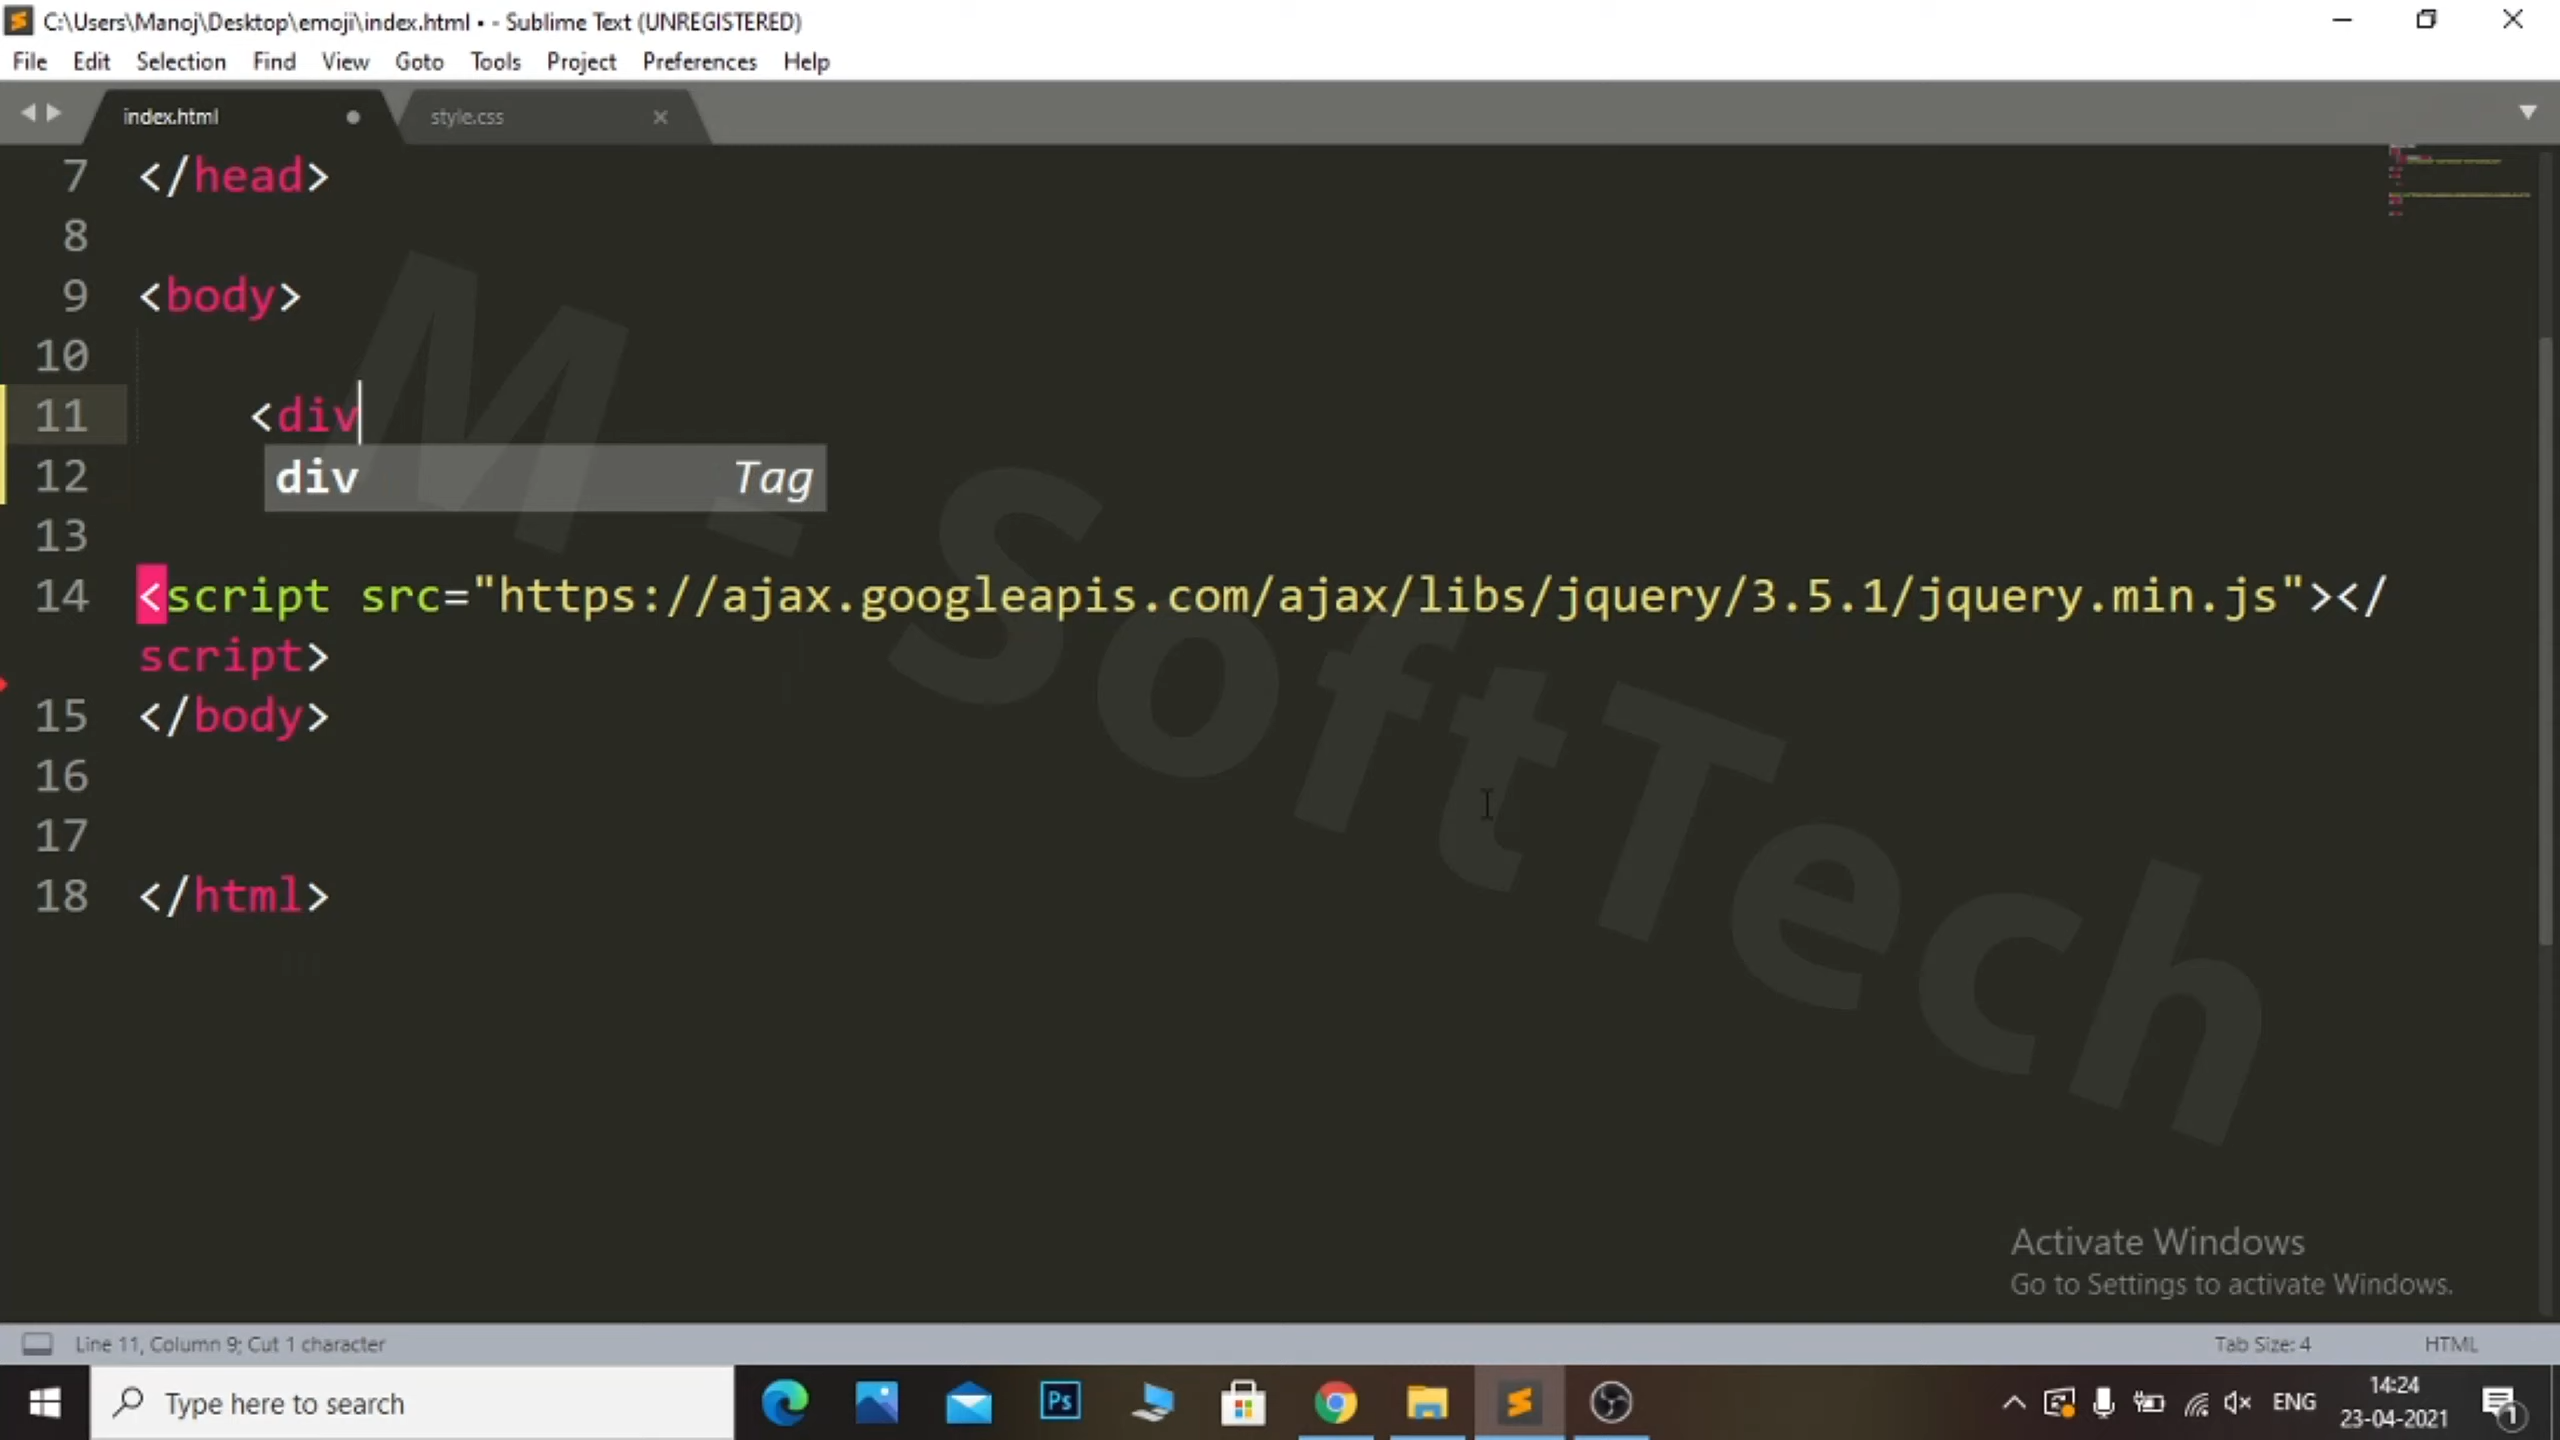 C:\Users\Manoj\Desktop\emoji\index.html • - Sublime Text (UNREGISTERED)
File Edit Selection Find View Goto Tools Project Preferences Help
index.html style.css
7 </head>
8
9 <body>
10
11 <div
12 div Tag
13
14 <script src="https://ajax.googleapis.com/ajax/libs/jquery/3.5.1/jquery.min.js"></
script>
15 </body>
16
17
18 </html>
M - SoftTech
Activate Windows
Go to Settings to activate Windows.
Line 11, Column 9; Cut 1 character Tab Size: 4 HTML
Type here to search Ps ENG 14:24
23-04-2021 1